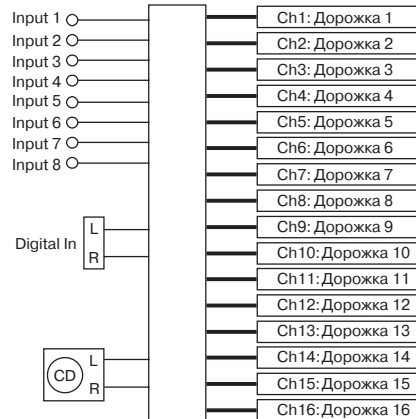 Input 1
Input 2
Input 3
Input 4
Input 5
Input 6
Input 7
Input 8
Digital In
L
R
CD
L
R
Ch1: Дорожка 1
Ch2: Дорожка 2
Ch3: Дорожка 3
Ch4: Дорожка 4
Ch5: Дорожка 5
Ch6: Дорожка 6
Ch7: Дорожка 7
Ch8: Дорожка 8
Ch9: Дорожка 9
Ch10: Дорожка 10
Ch11: Дорожка 11
Ch12: Дорожка 12
Ch13: Дорожка 13
Ch14: Дорожка 14
Ch15: Дорожка 15
Ch16: Дорожка 16